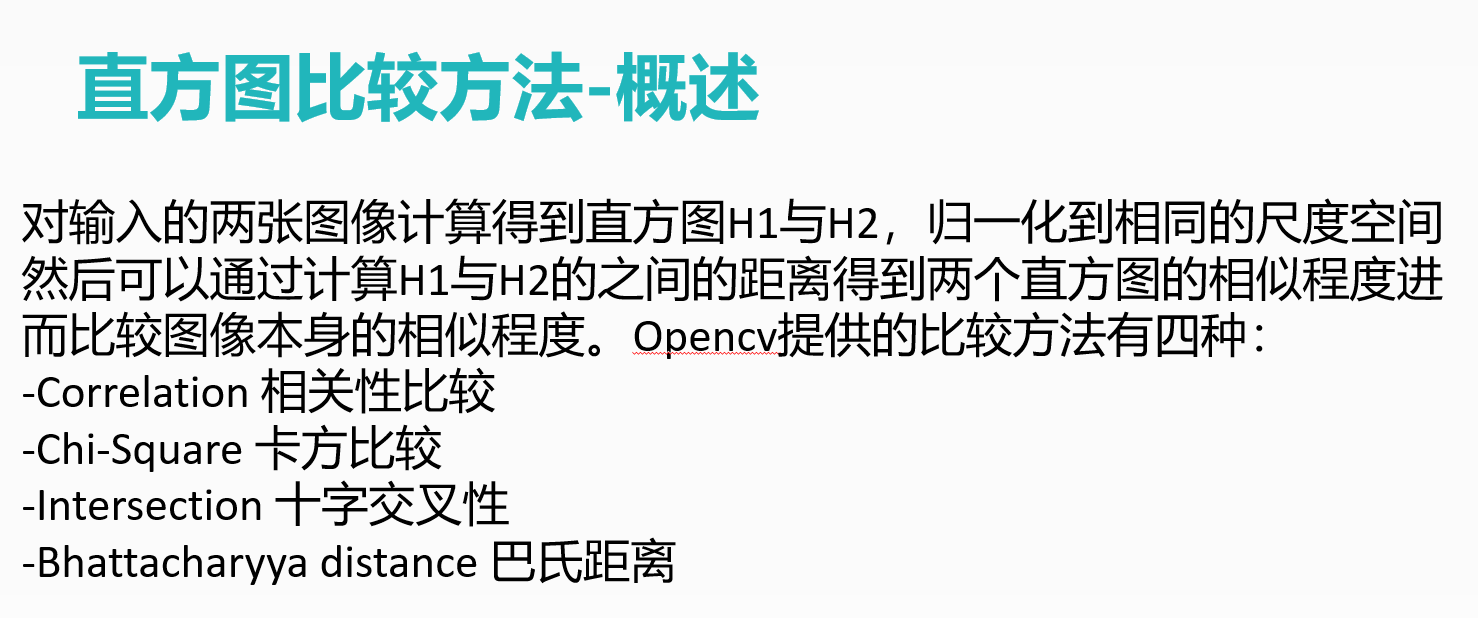 直方图比较方法-概述
对输入的两张图像计算得到直方图H1与H2，归一化到相同的尺度空间
然后可以通过计算H1与H2的之间的距离得到两个直方图的相似程度进
而比较图像本身的相似程度。Opencv提供的比较方法有四种：
-Correlation 相关性比较
-Chi-Square 卡方比较
-Intersection 十字交叉性
-Bhattacharyya distance 巴氏距离